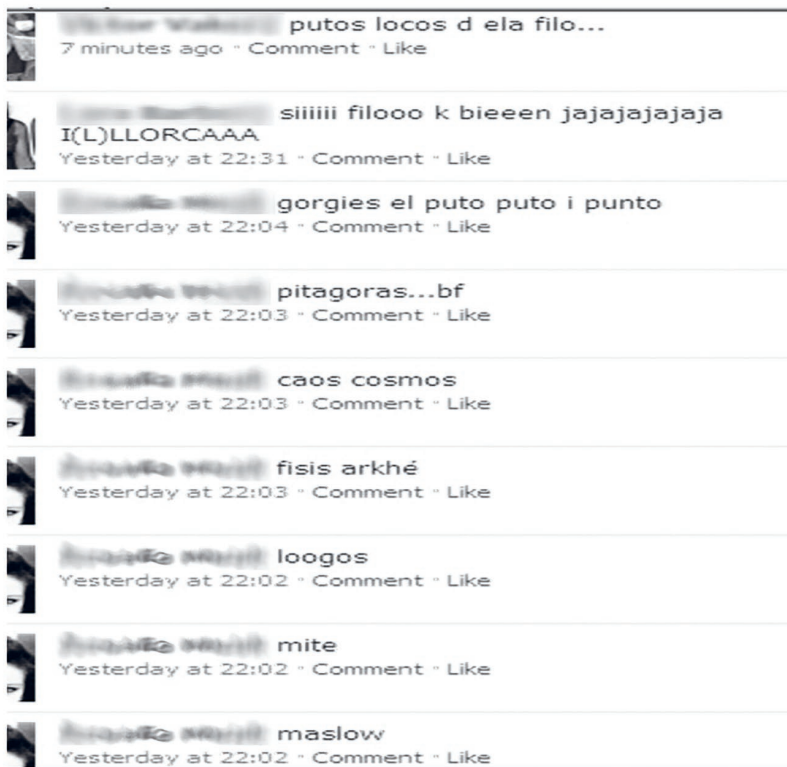 putos locos d ela filo...
7 minutes ago · Comment · Like
siiiiii filooo k bieeen jajajajajaja
I(L)LLORCAAA
Yesterday at 22:31 · Comment · Like
gorgies el puto puto i punto
Yesterday at 22:04 · Comment · Like
pitagoras...bf
Yesterday at 22:03 · Comment · Like
caos cosmos
Yesterday at 22:03 · Comment · Like
fisis arkhé
Yesterday at 22:03 · Comment · Like
loogos
Yesterday at 22:02 · Comment · Like
mite
Yesterday at 22:02 · Comment · Like
maslow
Yesterday at 22:02 · Comment · Like